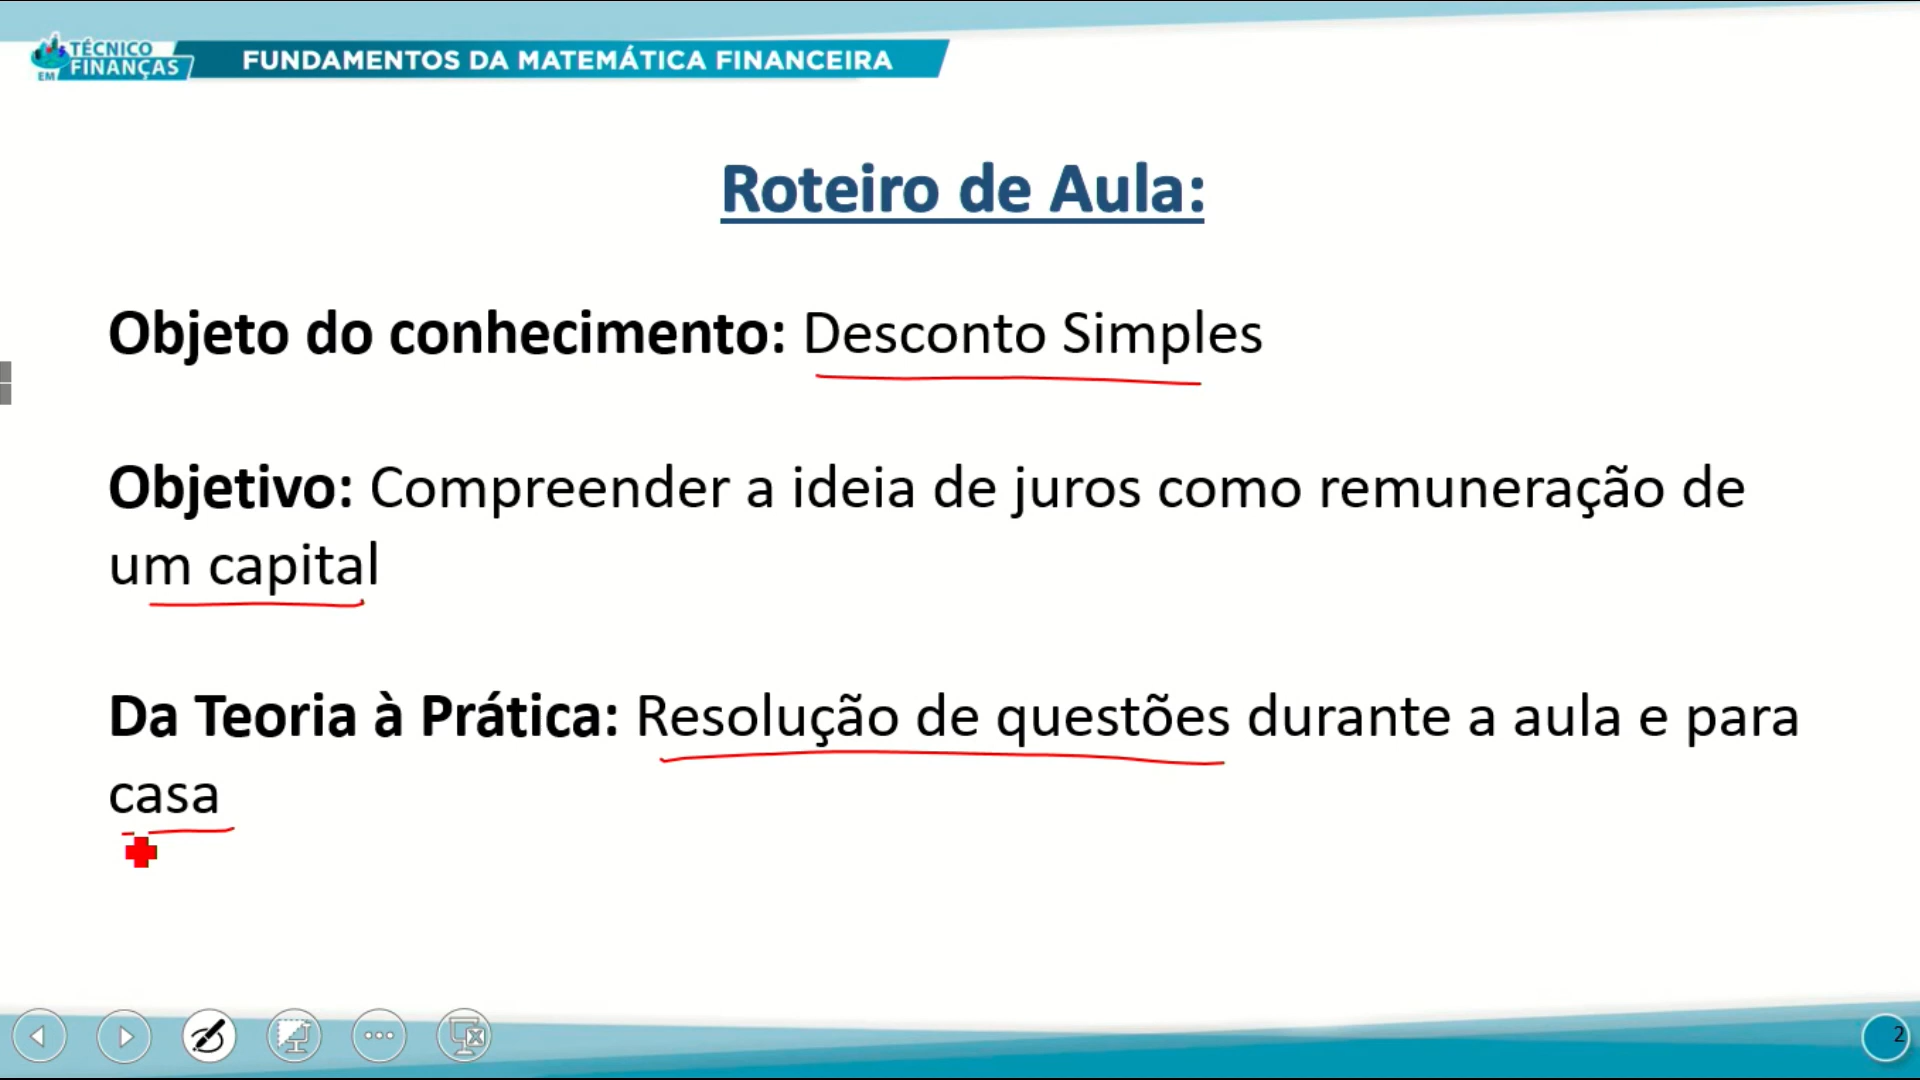 TÉCNICO
EM FINANÇAS
FUNDAMENTOS DA MATEMÁTICA FINANCEIRA
Roteiro de Aula:
Objeto do conhecimento: Desconto Simples
Objetivo: Compreender a ideia de juros como remuneração de
um capital
Da Teoria à Prática: Resolução de questões durante a aula e para
casa
2